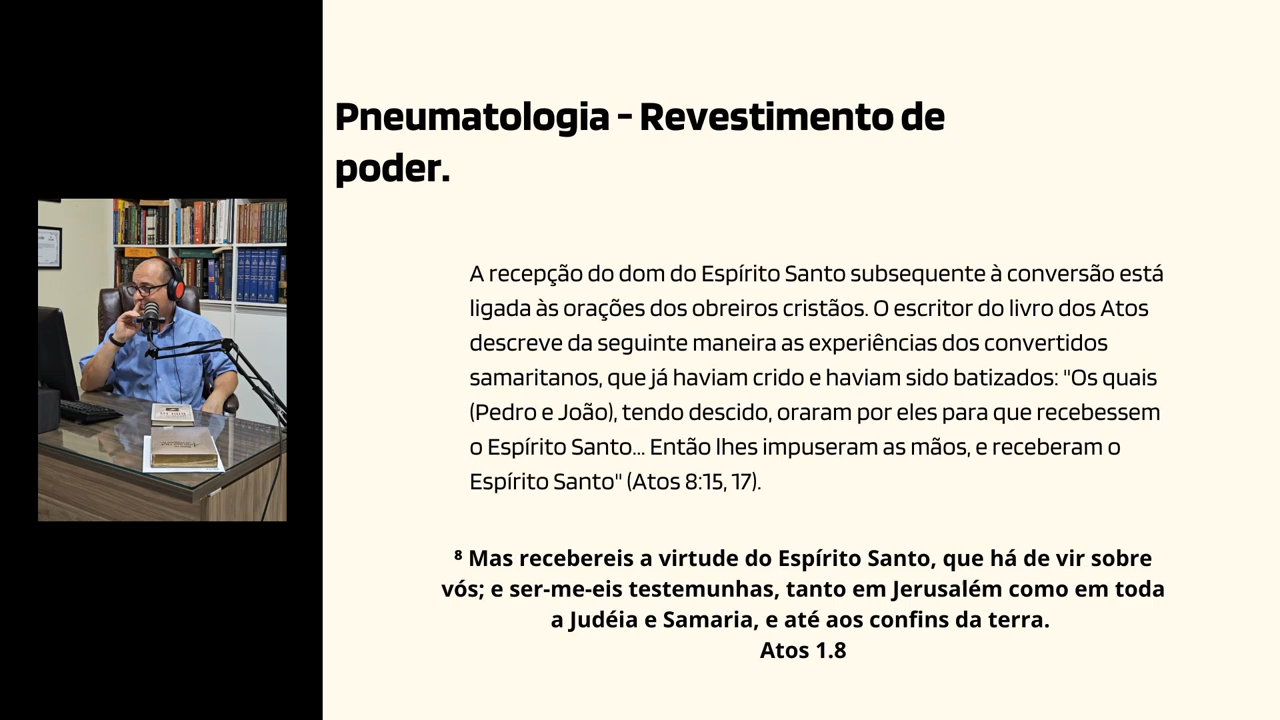 Pneumatologia - Revestimento de
poder.
A recepção do dom do Espírito Santo subsequente à conversão está
ligada às orações dos obreiros cristãos. O escritor do livro dos Atos
descreve da seguinte maneira as experiências dos convertidos
samaritanos, que já haviam crido e haviam sido batizados: "Os quais
(Pedro e João), tendo descido, oraram por eles para que recebessem
o Espírito Santo... Então lhes impuseram as mãos, e receberam o
Espírito Santo" (Atos 8:15, 17).
⁸ Mas recebereis a virtude do Espírito Santo, que há de vir sobre
vós; e ser-me-eis testemunhas, tanto em Jerusalém como em toda
a Judéia e Samaria, e até aos confins da terra.
Atos 1.8